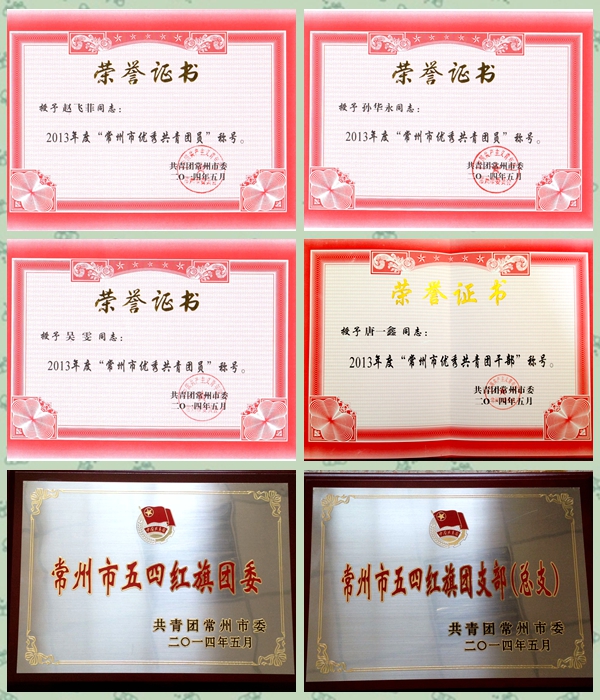 荣誉证书
授予赵飞菲同志：
2013年度“常州市优秀共青团员”称号。
共青团常州市委
二〇一四年五月
荣誉证书
授予孙华永同志：
2013年度“常州市优秀共青团员”称号。
共青团常州市委
二〇一四年五月
荣誉证书
授予吴 雯同志：
2013年度“常州市优秀共青团员”称号。
共青团常州市委
二〇一四年五月
荣誉证书
授予唐一鑫 同志：
2013年度“常州市优秀共青团干部”称号。
共青团常州市委
二〇一四年五月
常州市五四红旗团委
共青团常州市委
二〇一四年五月
常州市五四红旗团支部(总支)
共青团常州市委
二〇一四年五月